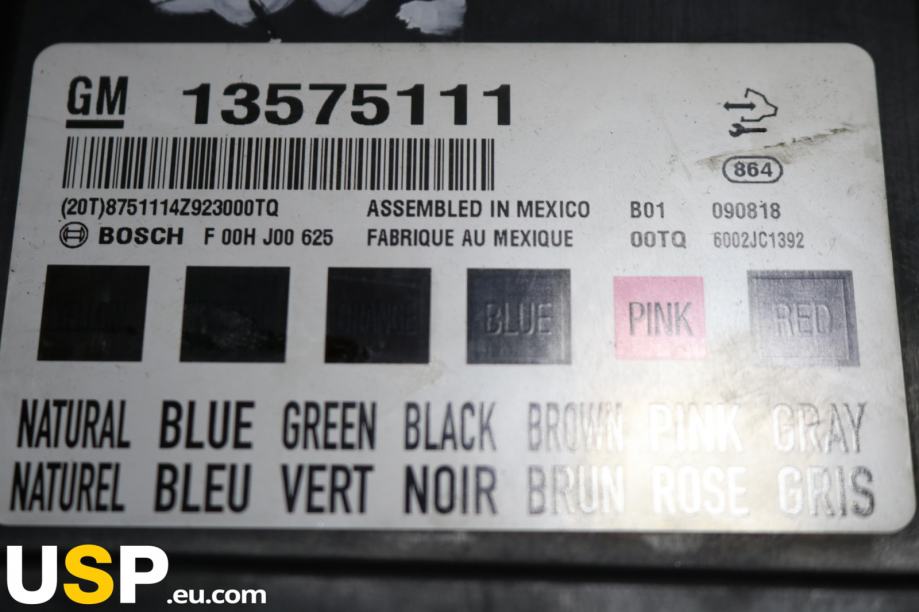 GM 13575111
864
(20T)8751114Z923000TQ ASSEMBLED IN MEXICO B01 090818
BOSCH F 00H J00 625 FABRIQUE AU MEXIQUE 00TQ 6002JC1392
BLUE PINK RED
NATURAL BLUE GREEN BLACK BROWN PINK GRAY
NATUREL BLEU VERT NOIR BRUN ROSE GRIS
USP.eu.com